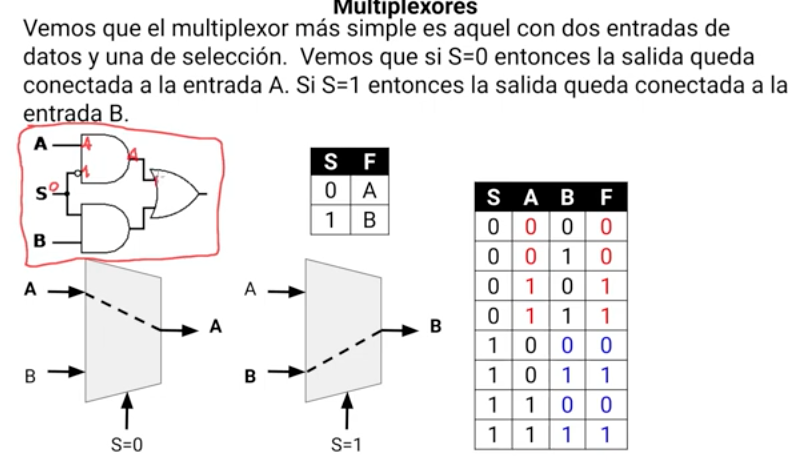 Multiplexores
Vemos que el multiplexor más simple es aquel con dos entradas de
datos y una de selección. Vemos que si S=0 entonces la salida queda
conectada a la entrada A. Si S=1 entonces la salida queda conectada a la
entrada B.
A A A
1
S 0
B
S F
0 A
1 B
S A B F
0 0 0 0
0 0 1 0
0 1 0 1
0 1 1 1
1 0 0 0
1 0 1 1
1 1 0 0
1 1 1 1
A A
B
S=0
A B
B
S=1